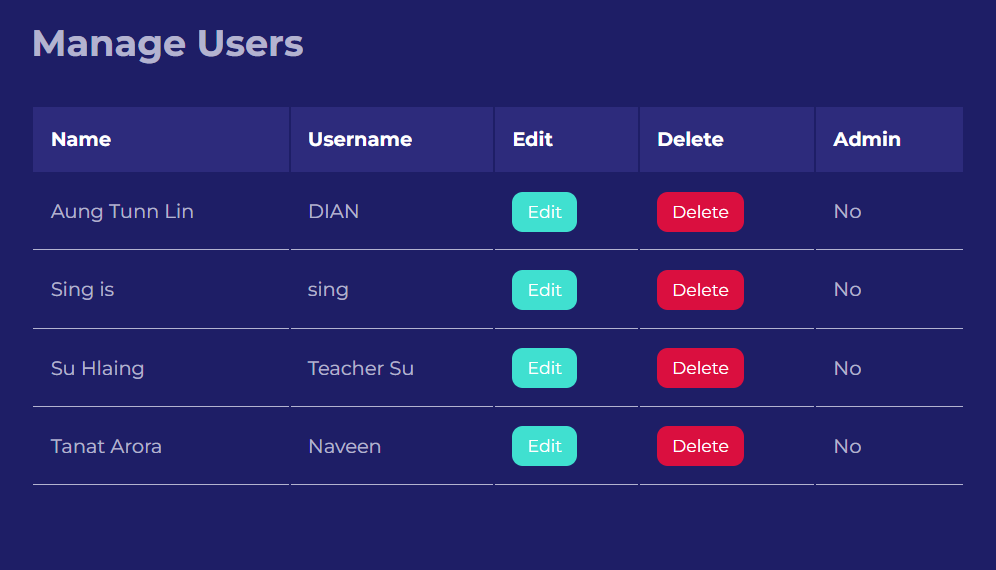 Manage Users
Name Username Edit Delete Admin
Aung Tunn Lin DIAN Edit Delete No
Sing is sing Edit Delete No
Su Hlaing Teacher Su Edit Delete No
Tanat Arora Naveen Edit Delete No